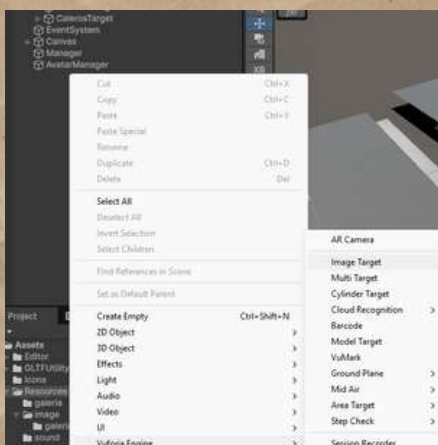 CalerosTarget
EventSystem
Canvas
Manager
AvatarManager
Cut Ctrl+X
Copy Ctrl+C
Paste Ctrl+V
Paste Special
Rename
Duplicate Ctrl+D
Delete Del
Select All
Deselect All
Invert Selection
Select Children
Find References in Scene
Set as Default Parent
Create Empty Ctrl+Shift+N
2D Object
3D Object
Effects
Light
Audio
Video
UI
Vuforia Engine
AR Camera
Image Target
Multi Target
Cylinder Target
Cloud Recognition
Barcode
Model Target
VuMark
Ground Plane
Mid Air
Area Target
Step Check
Session Recorder
Project
Assets
Editor
GLTFUtility
Icons
Resources
galeria
image
galeri
sound